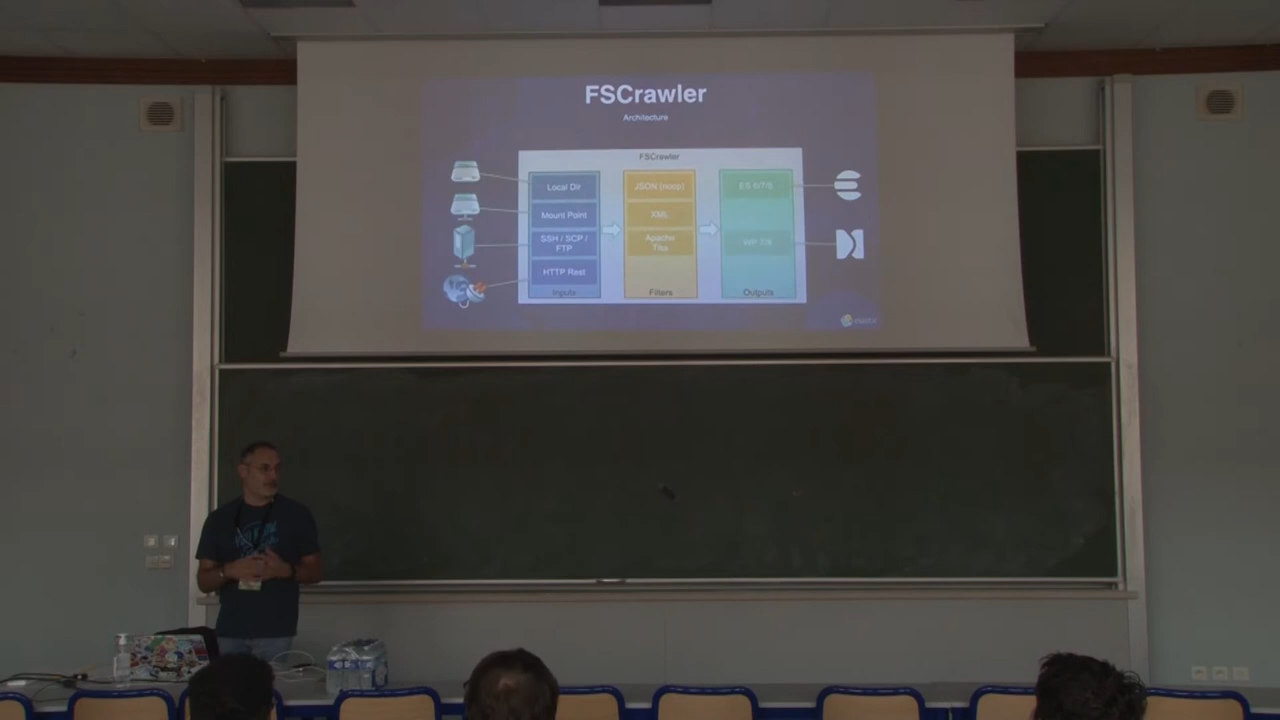 FSCrawler
Architecture
FSCrawler
Local Dir
Mount Point
SSH / SCP /
FTP
HTTP Rest
Inputs
JSON (noop)
XML
Apache
Tika
Filters
ES 6/7/8
WP 7/8
Outputs